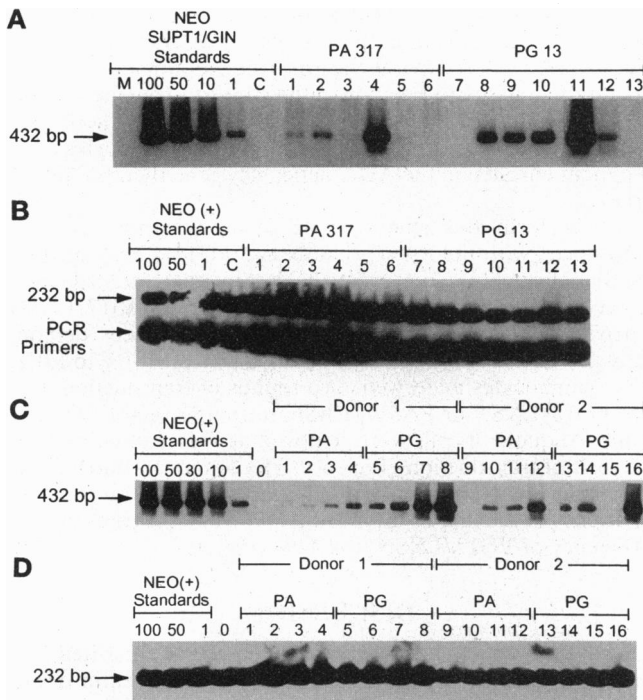 A
NEO
SUPT1/GIN
Standards
PA 317
PG 13
M 100 50 10 1 C 1 2 3 4 5 6 7 8 9 10 11 12 13
432 bp
B
NEO (+)
Standards
PA 317
PG 13
100 50 1 C 1 2 3 4 5 6 7 8 9 10 11 12 13
232 bp
PCR
Primers
C
Donor 1
Donor 2
NEO(+)
Standards
PA
PG
PA
PG
100 50 30 10 1 0 1 2 3 4 5 6 7 8 9 10 11 12 13 14 15 16
432 bp
D
Donor 1
Donor 2
NEO(+)
Standards
PA
PG
PA
PG
100 50 1 0 1 2 3 4 5 6 7 8 9 10 11 12 13 14 15 16
232 bp